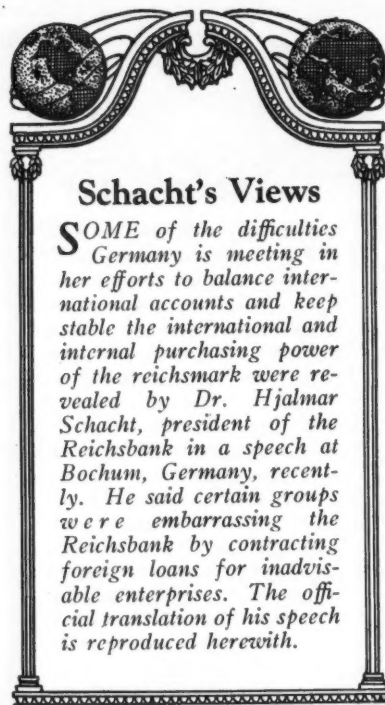 Schacht's Views
SOME of the difficulties
Germany is meeting in
her efforts to balance inter-
national accounts and keep
stable the international and
internal purchasing power
of the reichsmark were re-
vealed by Dr. Hjalmar
Schacht, president of the
Reichsbank in a speech at
Bochum, Germany, recent-
ly. He said certain groups
were embarrassing the
Reichsbank by contracting
foreign loans for inadvis-
able enterprises. The offi-
cial translation of his speech
is reproduced herewith.